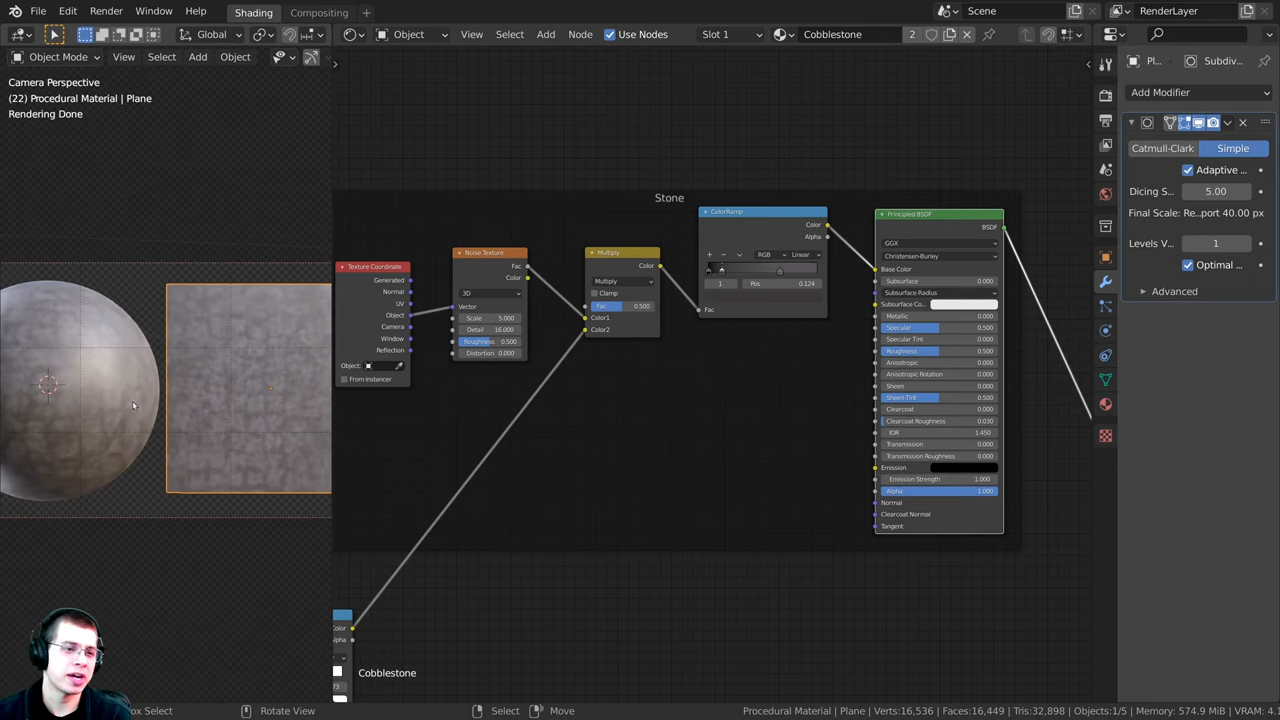 File Edit Render Window Help Shading Compositing + Scene RenderLayer
Global Object View Select Add Node Use Nodes Slot 1 Cobblestone 2
Object Mode View Select Add Object
Camera Perspective
(22) Procedural Material | Plane
Rendering Done
Pl... Subdiv...
Add Modifier
Catmull-Clark Simple
Adaptive ...
Dicing S... 5.00
Final Scale: Re...port 40.00 px
Levels V... 1
Optimal ...
Advanced
Stone
Texture Coordinate
Generated
Normal
UV
Object
Camera
Window
Reflection
Object:
From Instancer
Noise Texture
Fac
Color
3D
Vector
Scale 5.000
Detail 16.000
Roughness 0.500
Distortion 0.000
Multiply
Color
Multiply
Clamp
Fac 0.500
Color1
Color2
ColorRamp
Color
Alpha
+ − RGB Linear
1 Pos 0.124
Fac
Principled BSDF
BSDF
GGX
Christensen-Burley
Base Color
Subsurface 0.000
Subsurface Radius
Subsurface Co...
Metallic 0.000
Specular 0.500
Specular Tint 0.000
Roughness 0.500
Anisotropic 0.000
Anisotropic Rotation 0.000
Sheen 0.000
Sheen Tint 0.500
Clearcoat 0.000
Clearcoat Roughness 0.030
IOR 1.450
Transmission 0.000
Transmission Roughness 0.000
Emission
Emission Strength 1.000
Alpha 1.000
Normal
Clearcoat Normal
Tangent
Color
Alpha
73
Cobblestone
ox Select Rotate View Select Move Procedural Material | Plane | Verts:16,536 | Faces:16,449 | Tris:32,898 | Objects:1/5 | Memory: 574.9 MiB | VRAM: 4.1